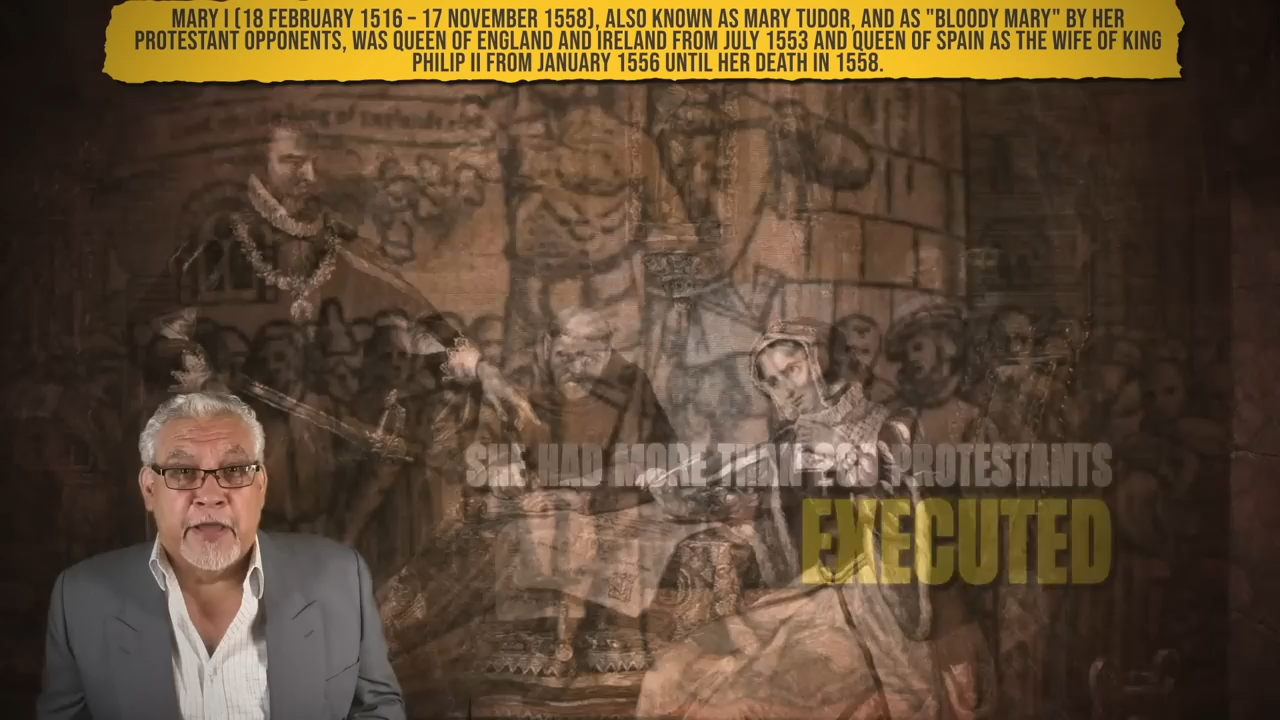 MARY I (18 FEBRUARY 1516 – 17 NOVEMBER 1558), ALSO KNOWN AS MARY TUDOR, AND AS "BLOODY MARY" BY HER
PROTESTANT OPPONENTS, WAS QUEEN OF ENGLAND AND IRELAND FROM JULY 1553 AND QUEEN OF SPAIN AS THE WIFE OF KING
PHILIP II FROM JANUARY 1556 UNTIL HER DEATH IN 1558.
SHE HAD MORE THAN PROTESTANTS
EXECUTED